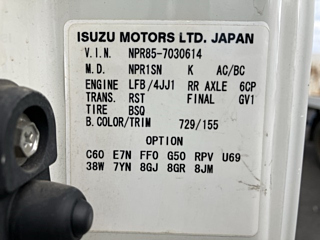 ISUZU MOTORS LTD. JAPAN
V.I.N. NPR85-7030614
M.D. NPR1SN K AC/BC
ENGINE LFB/4JJ1 RR AXLE 6CP
TRANS. RST FINAL GV1
TIRE BSQ
B.COLOR/TRIM 729/155
OPTION
C60 E7N FF0 G50 RPV U69
38W 7YN 8GJ 8GR 8JM